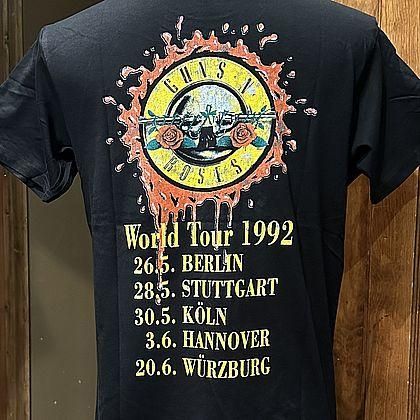 GUNS N'
ROSES
World Tour 1992
26.5. BERLIN
28.5. STUTTGART
30.5. KÖLN
3.6. HANNOVER
20.6. WÜRZBURG